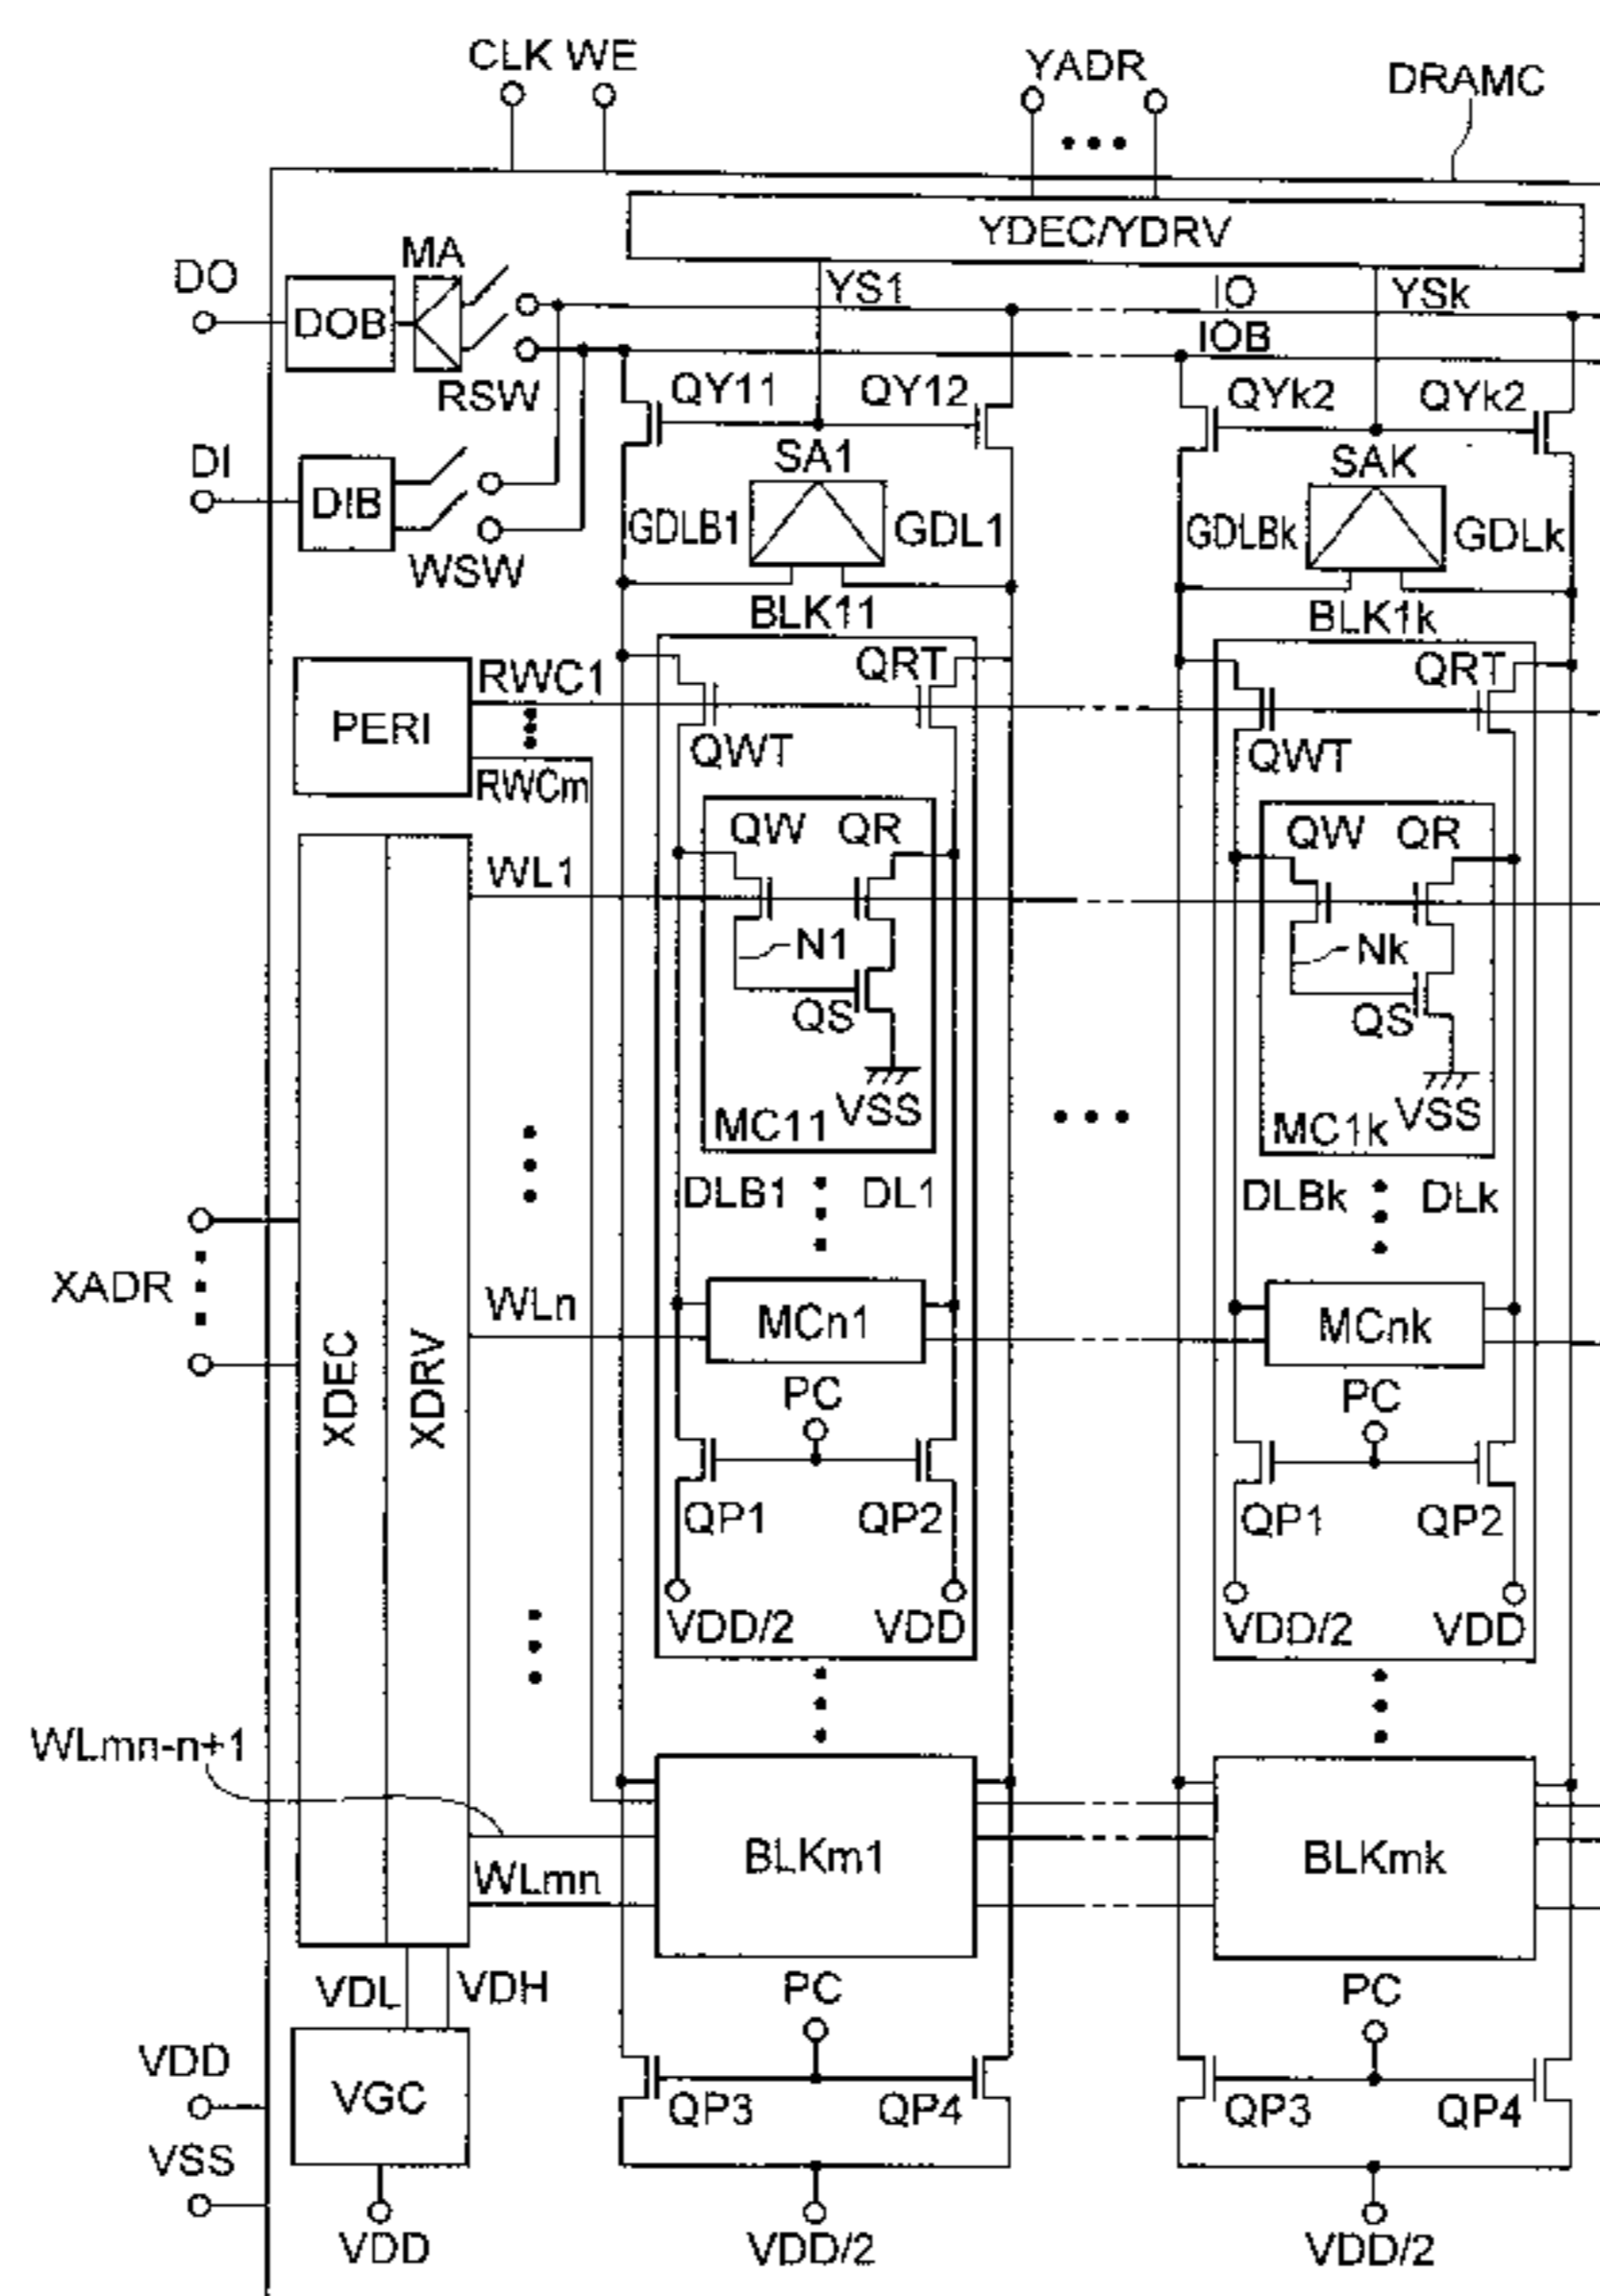 CLK WE
YADR
DRAMC
YDEC/YDRV
MA
DO
DOB
YS1
IO
YSk
IOB
RSW
QY11
QY12
QYk2
QYk2
DI
DIB
SA1
SAK
GDLB1
GDL1
GDLBk
GDLk
WSW
BLK11
BLK1k
PERI
RWC1
QRT
QRT
QWT
QWT
RWCm
QW QR
QW QR
WL1
N1
Nk
QS
QS
VSS
VSS
MC11
MC1k
DLB1
DL1
DLBk
DLk
XADR
XDEC
XDRV
WLn
MCn1
MCnk
PC
PC
QP1
QP2
QP1
QP2
VDD/2
VDD
VDD/2
VDD
WLmn-n+1
BLKm1
BLKmk
WLmn
VDL
VDH
PC
PC
VDD
VGC
QP3
QP4
QP3
QP4
VSS
VDD
VDD/2
VDD/2